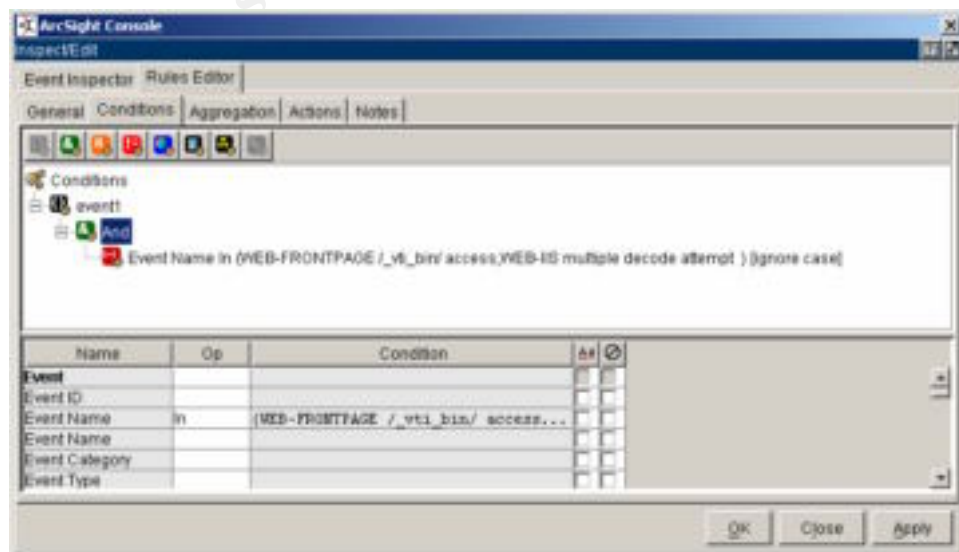 ArcSight Console
Inspect/Edit
Event Inspector Rules Editor
General Conditions Aggregation Actions Notes
Conditions
event1
And
Event Name In (WEB-FRONTPAGE /_vti_bin/ access,WEB-IIS multiple decode attempt ) [ignore case]
Name Op Condition
Event
Event ID
Event Name In (WEB-FRONTPAGE /_vti_bin/ access...
Event Name
Event Category
Event Type
OK Close Apply